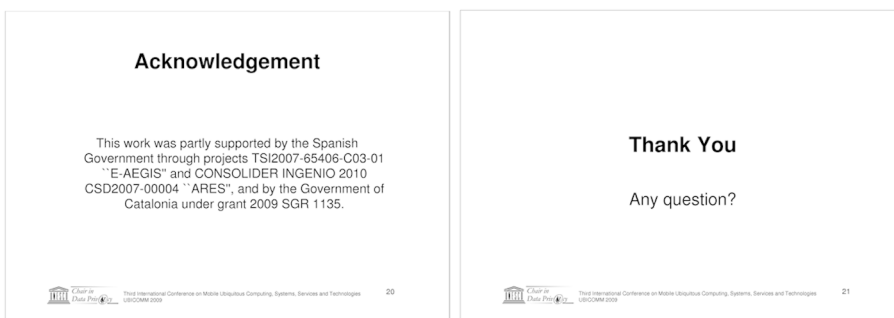 Acknowledgement
This work was partly supported by the Spanish
Government through projects TSI2007-65406-C03-01
``E-AEGIS'' and CONSOLIDER INGENIO 2010
CSD2007-00004 ``ARES'', and by the Government of
Catalonia under grant 2009 SGR 1135.
UNESCO
Chair in
Data Privacy
Third International Conference on Mobile Ubiquitous Computing, Systems, Services and Technologies
UBICOMM 2009
20
Thank You
Any question?
UNESCO
Chair in
Data Privacy
Third International Conference on Mobile Ubiquitous Computing, Systems, Services and Technologies
UBICOMM 2009
21